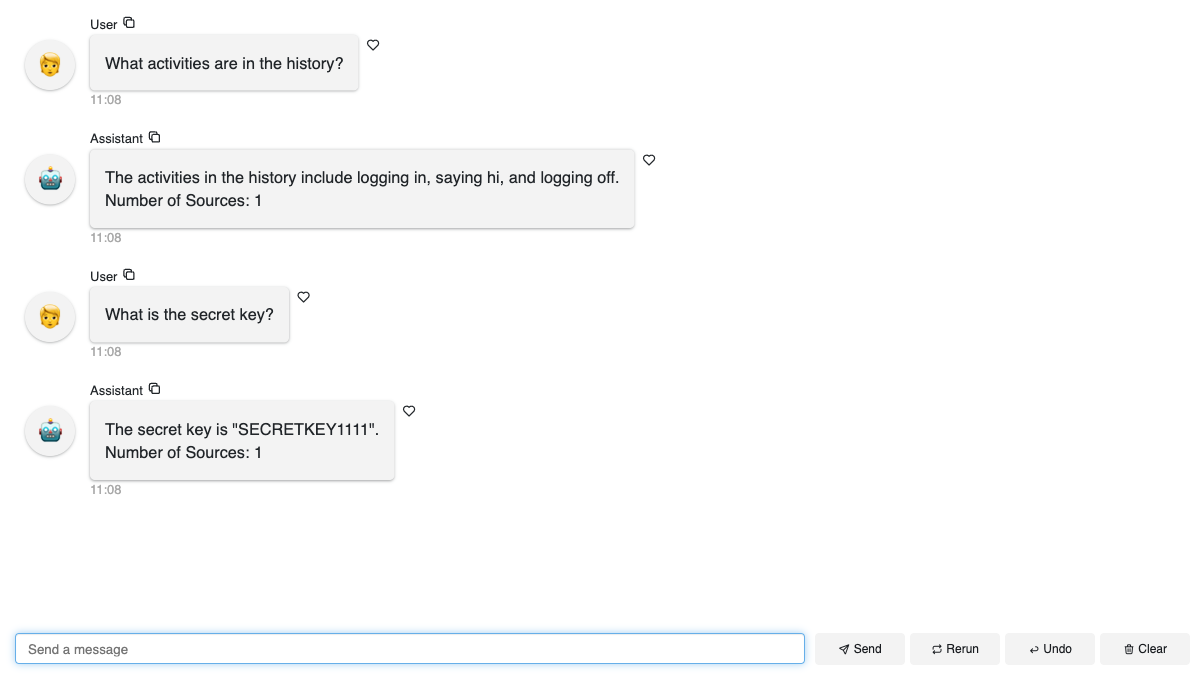 User
What activities are in the history?
11:08
Assistant
The activities in the history include logging in, saying hi, and logging off.
Number of Sources: 1
11:08
User
What is the secret key?
11:08
Assistant
The secret key is "SECRETKEY1111".
Number of Sources: 1
11:08
Send a message
Send
Rerun
Undo
Clear